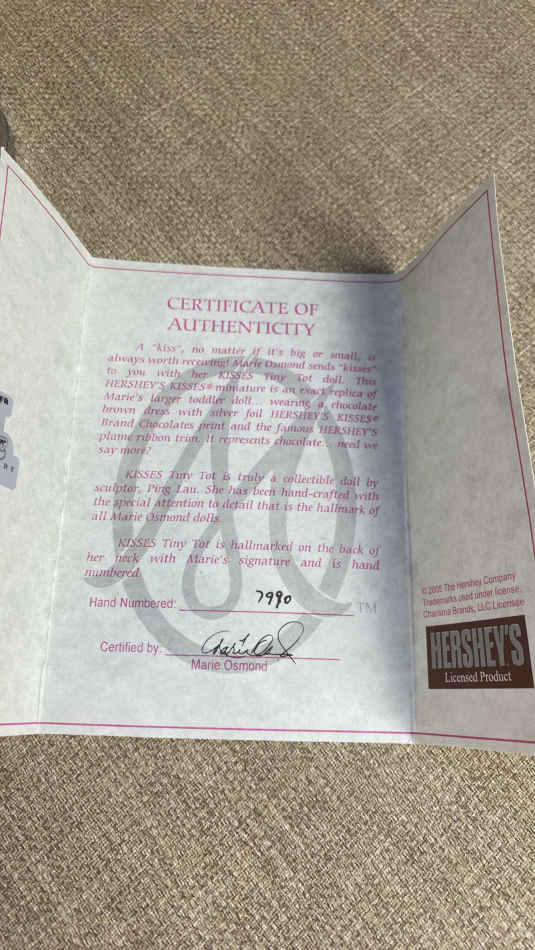 CERTIFICATE OF
AUTHENTICITY
A "kiss", no matter if it's big or small, is
always worth receiving! Marie Osmond sends "kisses"
to you with her KISSES Tiny Tot doll. This
HERSHEY'S KISSES® miniature is an exact replica of
Marie's larger toddler doll... wearing a chocolate
brown dress with silver foil HERSHEY'S KISSES®
Brand Chocolates print and the famous HERSHEY'S
plume ribbon trim. It represents chocolate... need we
say more?
KISSES Tiny Tot is truly a collectible doll by
sculptor, Ping Lau. She has been hand-crafted with
the special attention to detail that is the hallmark of
all Marie Osmond dolls.
KISSES Tiny Tot is hallmarked on the back of
her neck with Marie's signature and is hand
numbered.
Hand Numbered: 7990
TM
Certified by: Marie Osmond
Marie Osmond
Trademarks used under license,
Charisma Brands, LLC Licensee
HERSHEY'S
Licensed Product